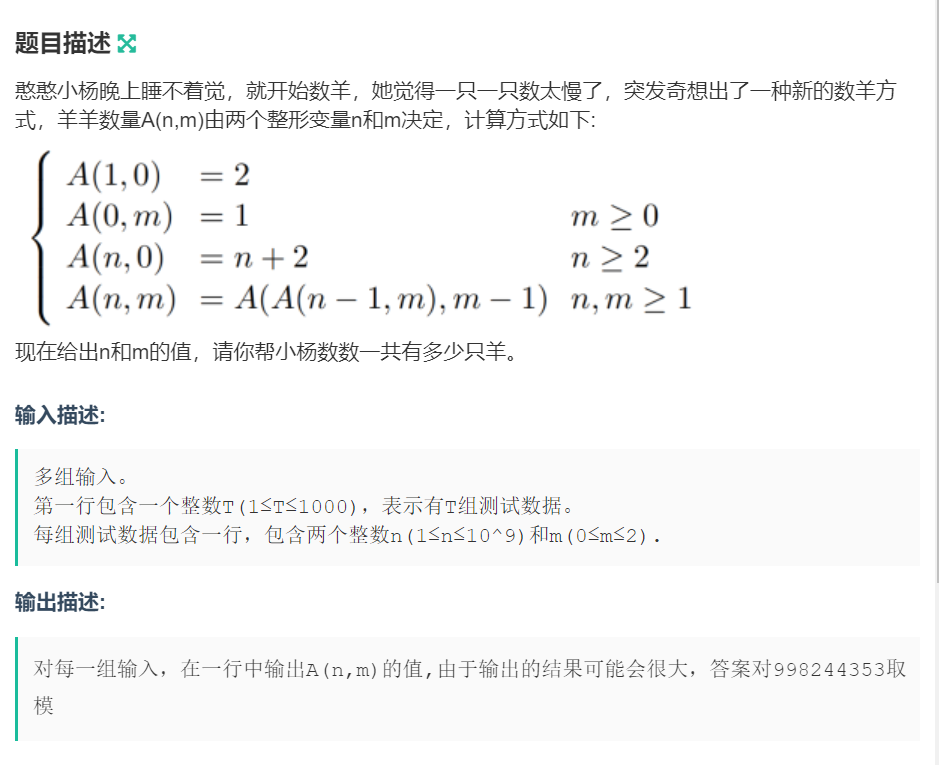 题目描述
憨憨小杨晚上睡不着觉，就开始数羊，她觉得一只一只数太慢了，突发奇想出了一种新的数羊方
式，羊羊数量A(n,m)由两个整形变量n和m决定，计算方式如下:
A(1,0) = 2
A(0,m) = 1 m ≥ 0
A(n,0) = n + 2 n ≥ 2
A(n,m) = A(A(n − 1,m),m − 1) n,m ≥ 1
现在给出n和m的值，请你帮小杨数数一共有多少只羊。
输入描述:
多组输入。
第一行包含一个整数T(1≤T≤1000)，表示有T组测试数据。
每组测试数据包含一行，包含两个整数n(1≤n≤10^9)和m(0≤m≤2).
输出描述:
对每一组输入，在一行中输出A(n,m)的值,由于输出的结果可能会很大，答案对998244353取
模